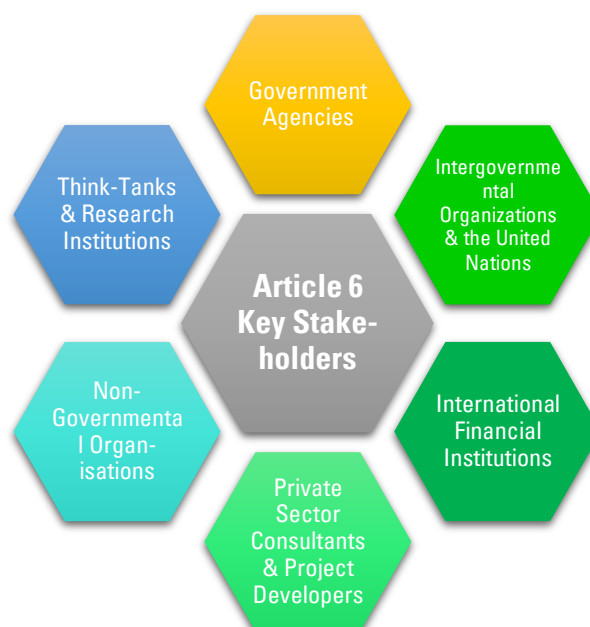 Government
Agencies
Think-Tanks
& Research
Institutions
Intergovernme
ntal
Organizations
& the United
Nations
Article 6
Key Stake-
holders
Non-
Governmenta
l Organ-
isations
International
Financial
Institutions
Private
Sector
Consultants
& Project
Developers